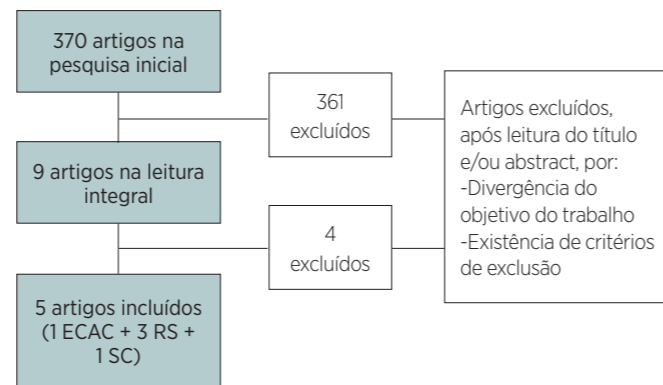 370 artigos na
pesquisa inicial
361
excluídos
Artigos excluídos,
após leitura do título
e/ou abstract, por:
-Divergência do
objetivo do trabalho
-Existência de critérios
de exclusão
9 artigos na leitura
integral
4
excluídos
5 artigos incluídos
(1 ECAC + 3 RS +
1 SC)